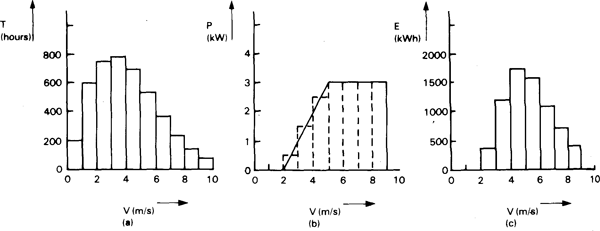 T
(hours)
800
600
400
200
0
0 2 4 6 8 10
V (m/s)
(a)
P
(kW)
4
3
2
1
0
0 2 4 6 8 10
V (m/s)
(b)
E
(kWh)
2000
1500
1000
500
0
0 2 4 6 8 10
V (m/s)
(c)